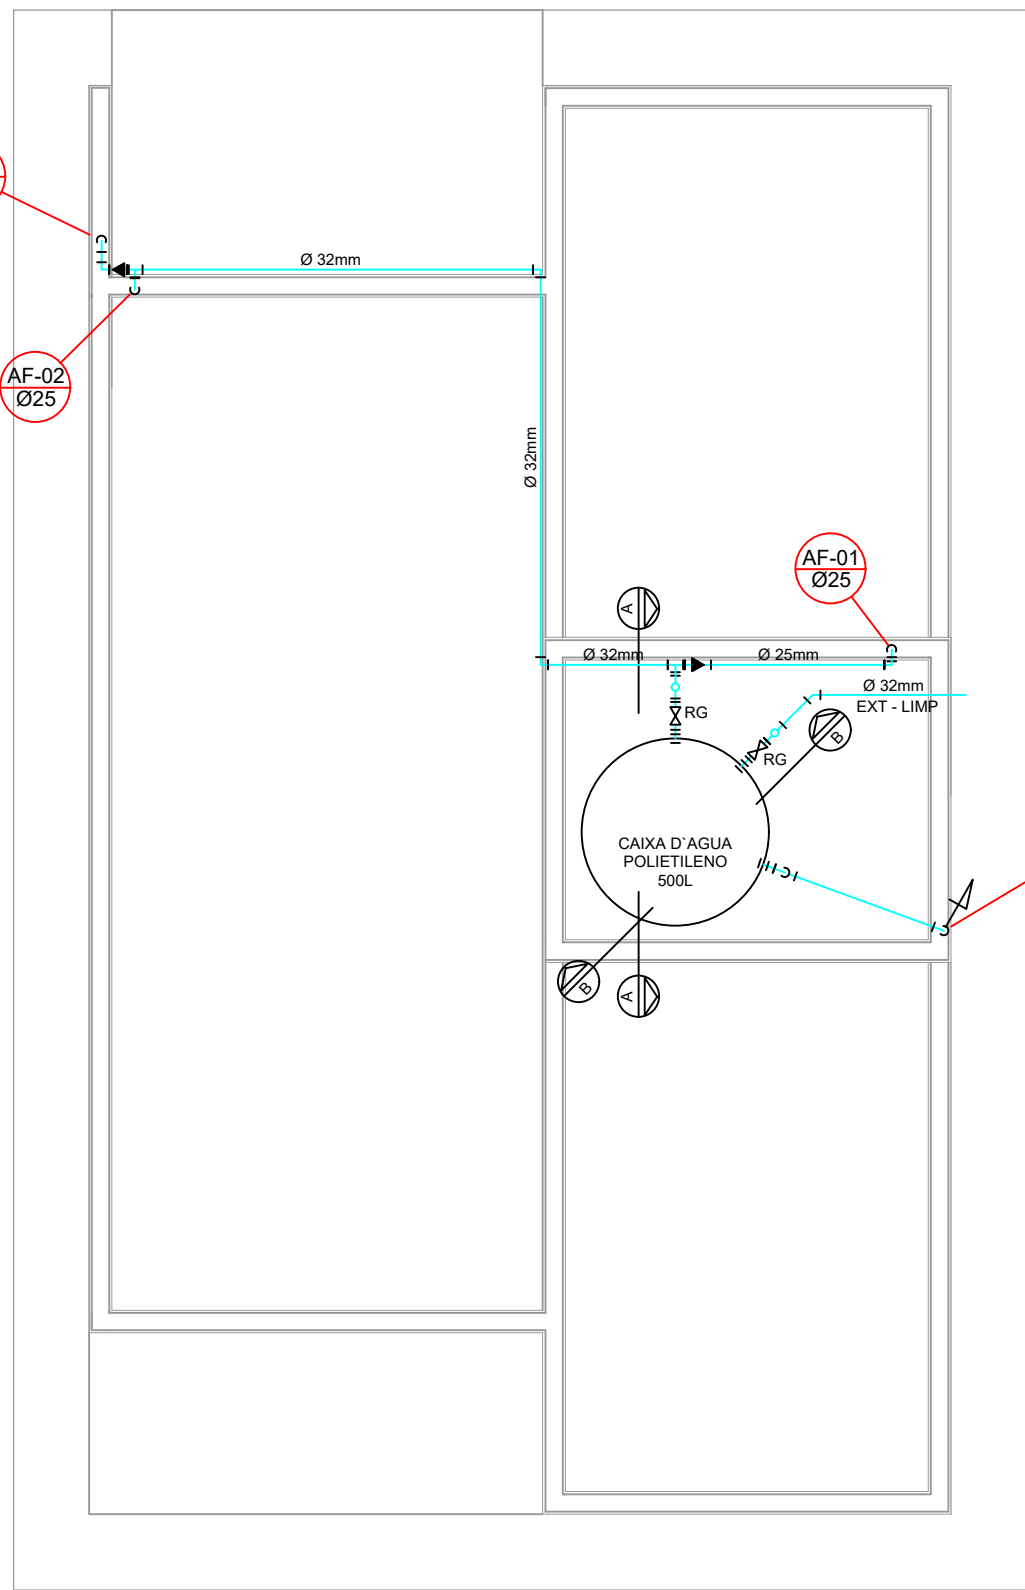 Ø 32mm
AF-02
Ø25
Ø 32mm
AF-01
Ø25
A
Ø 32mm
Ø 25mm
Ø 32mm
EXT - LIMP
RG
B
RG
CAIXA D`AGUA
POLIETILENO
500L
B
A